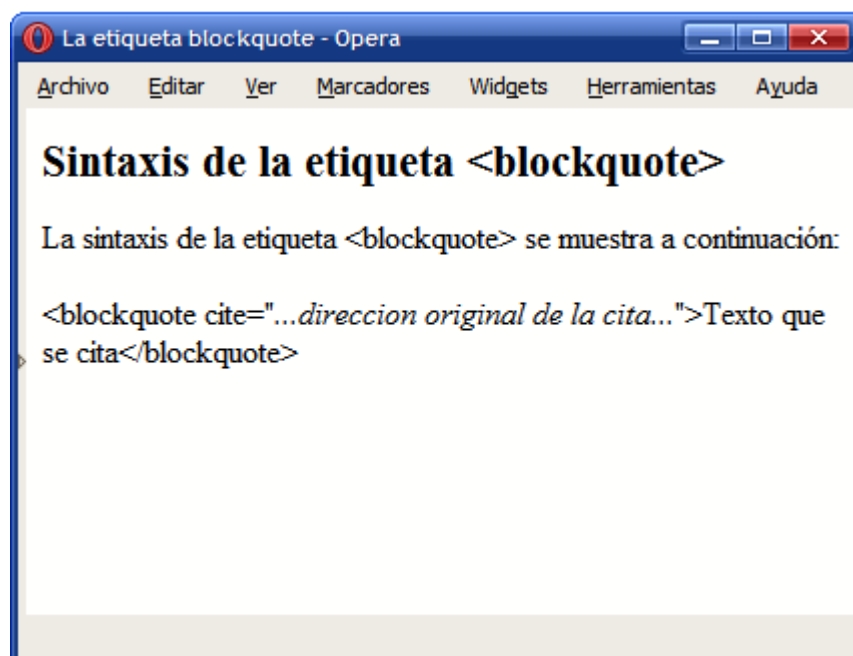 La etiqueta blockquote - Opera
Archivo Editar Ver Marcadores Widgets Herramientas Ayuda
Sintaxis de la etiqueta <blockquote>
La sintaxis de la etiqueta <blockquote> se muestra a continuación:
<blockquote cite="...direccion original de la cita...">Texto que
se cita</blockquote>